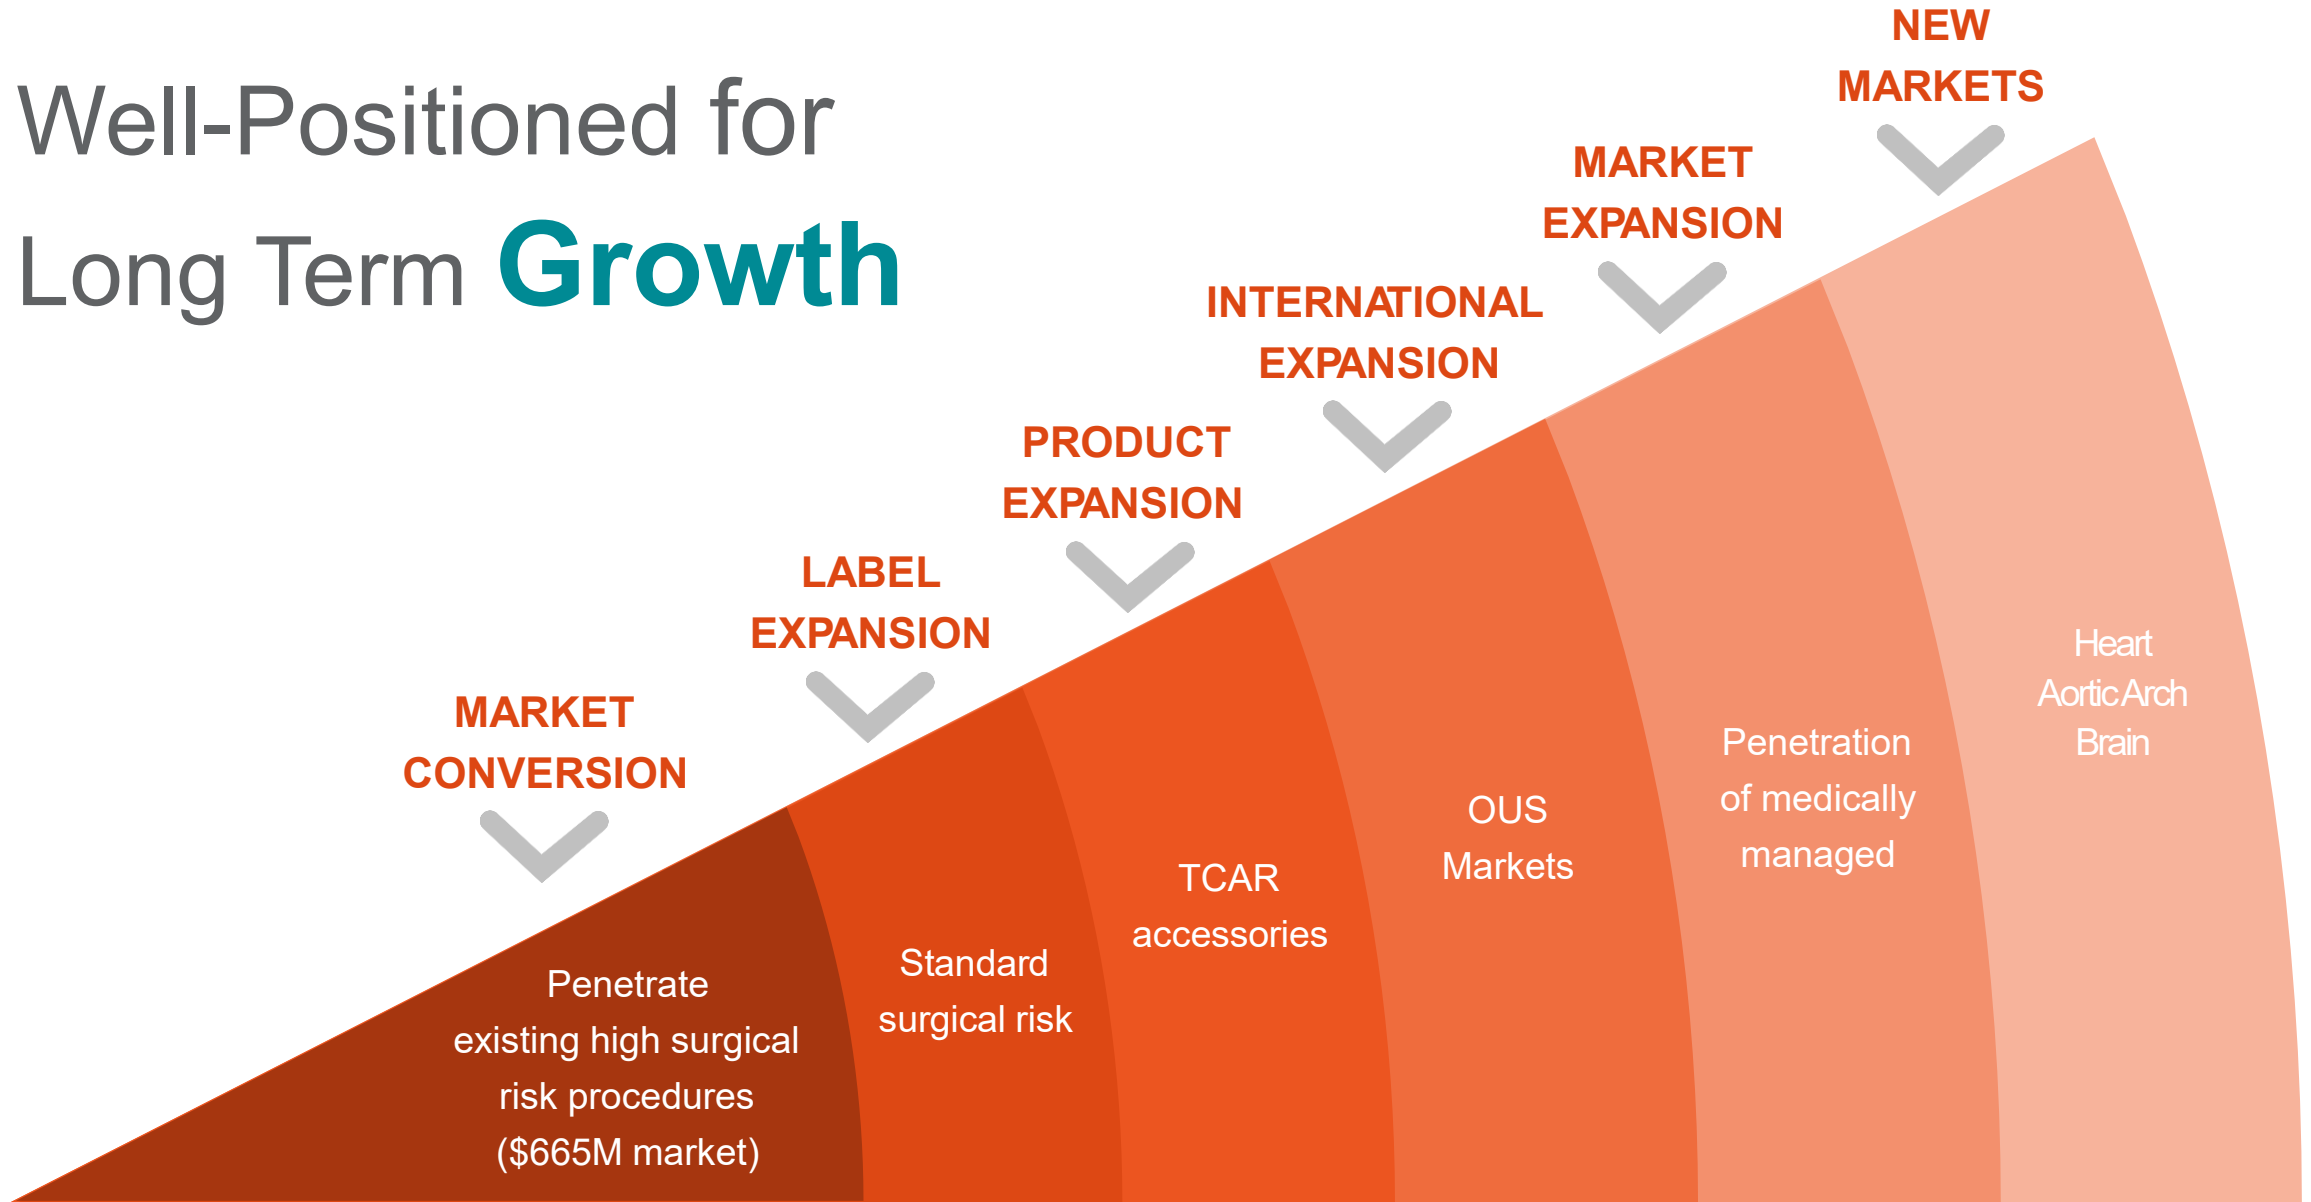 Well-Positioned for
Long Term Growth
MARKET
CONVERSION
Penetrate
existing high surgical
risk procedures
($665M market)
LABEL
EXPANSION
Standard
surgical risk
PRODUCT
EXPANSION
TCAR
accessories
INTERNATIONAL
EXPANSION
OUS
Markets
MARKET
EXPANSION
Penetration
of medically
managed
NEW
MARKETS
Heart
Aortic Arch
Brain